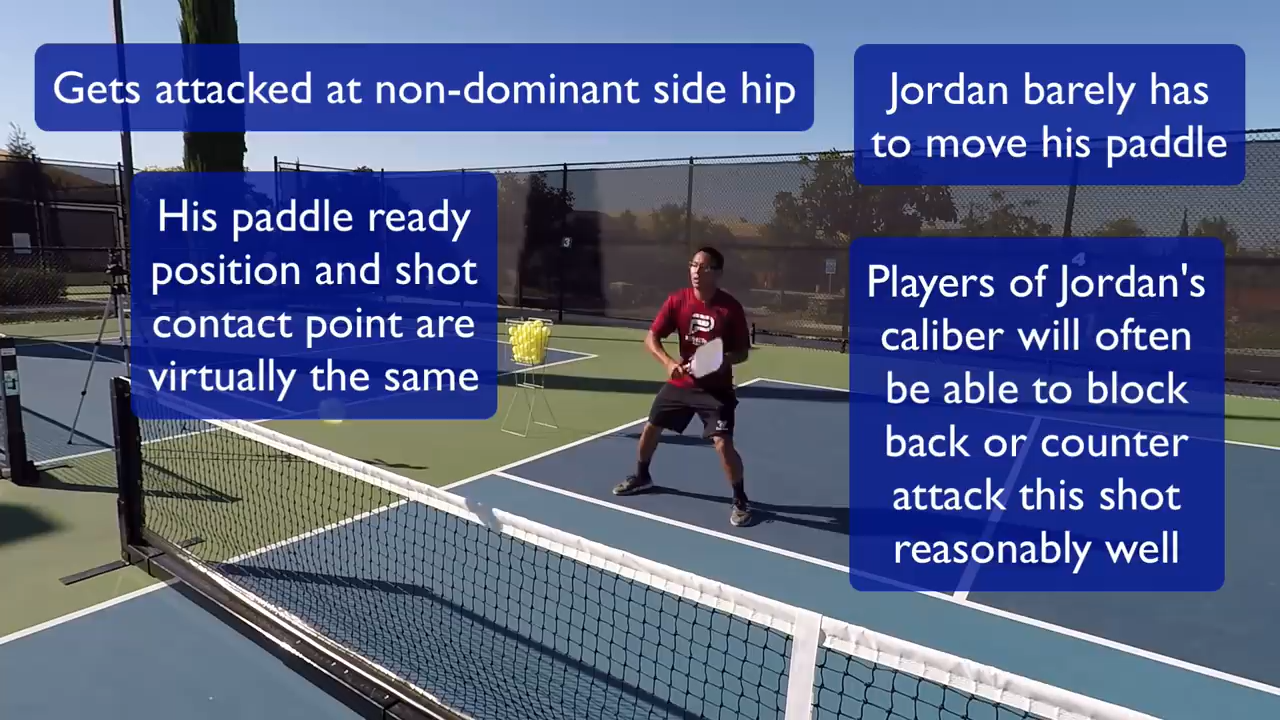 Gets attacked at non-dominant side hip
Jordan barely has
to move his paddle
His paddle ready
position and shot
contact point are
virtually the same
Players of Jordan's
caliber will often
be able to block
back or counter
attack this shot
reasonably well
3
4